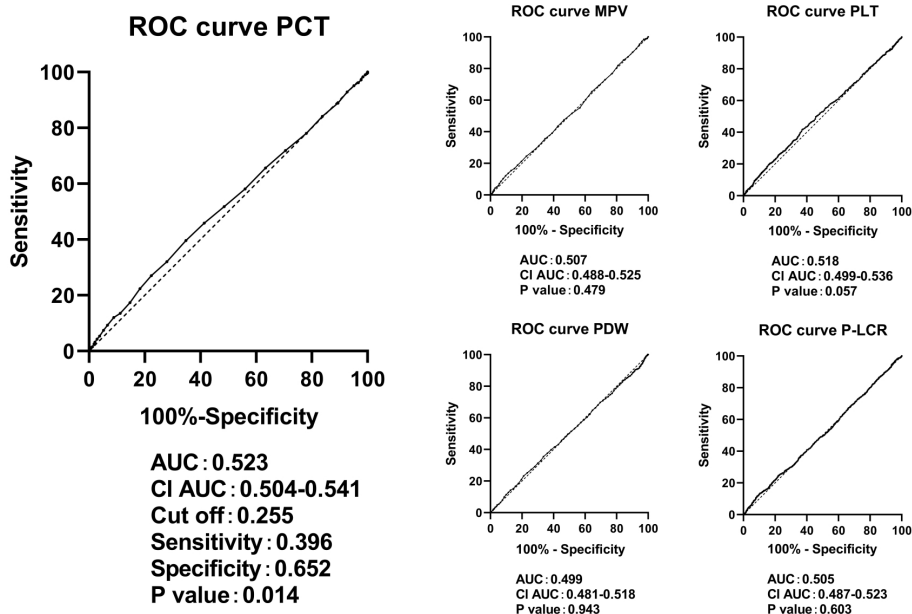 ROC curve PCT
Sensitivity
100
80
60
40
20
0
0 20 40 60 80 100
100%-Specificity
AUC : 0.523
CI AUC : 0.504-0.541
Cut off : 0.255
Sensitivity : 0.396
Specificity : 0.652
P value : 0.014
ROC curve MPV
Sensitivity
100
80
60
40
20
0
0 20 40 60 80 100
100% - Specificity
AUC : 0.507
CI AUC : 0.488-0.525
P value : 0.479
ROC curve PLT
Sensitivity
100
80
60
40
20
0
0 20 40 60 80 100
100% - Specificity
AUC : 0.518
CI AUC : 0.499-0.536
P value : 0.057
ROC curve PDW
Sensitivity
100
80
60
40
20
0
0 20 40 60 80 100
100% - Specificity
AUC : 0.499
CI AUC : 0.481-0.518
P value : 0.943
ROC curve P-LCR
Sensitivity
100
80
60
40
20
0
0 20 40 60 80 100
100% - Specificity
AUC : 0.505
CI AUC : 0.487-0.523
P value : 0.603